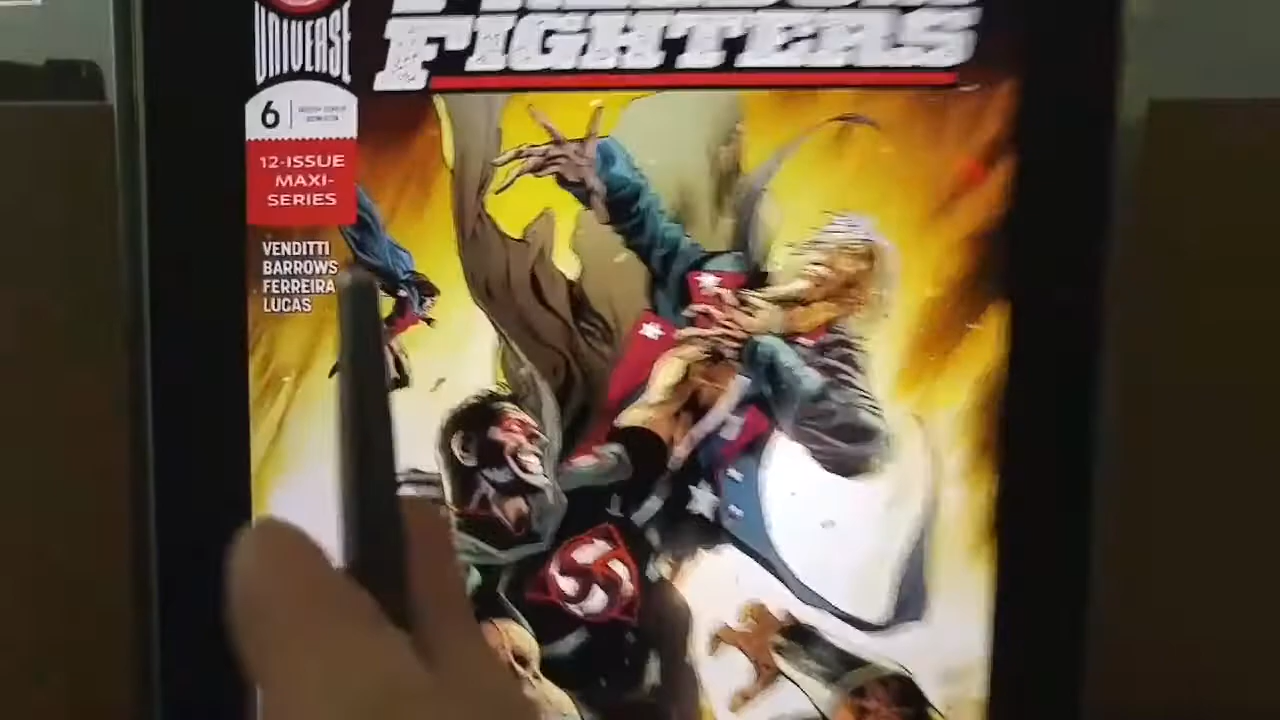 FIGHTERS
UNIVERSE
6
12-ISSUE
MAXI-
SERIES
VENDITTI
BARROWS
FERREIRA
LUCAS